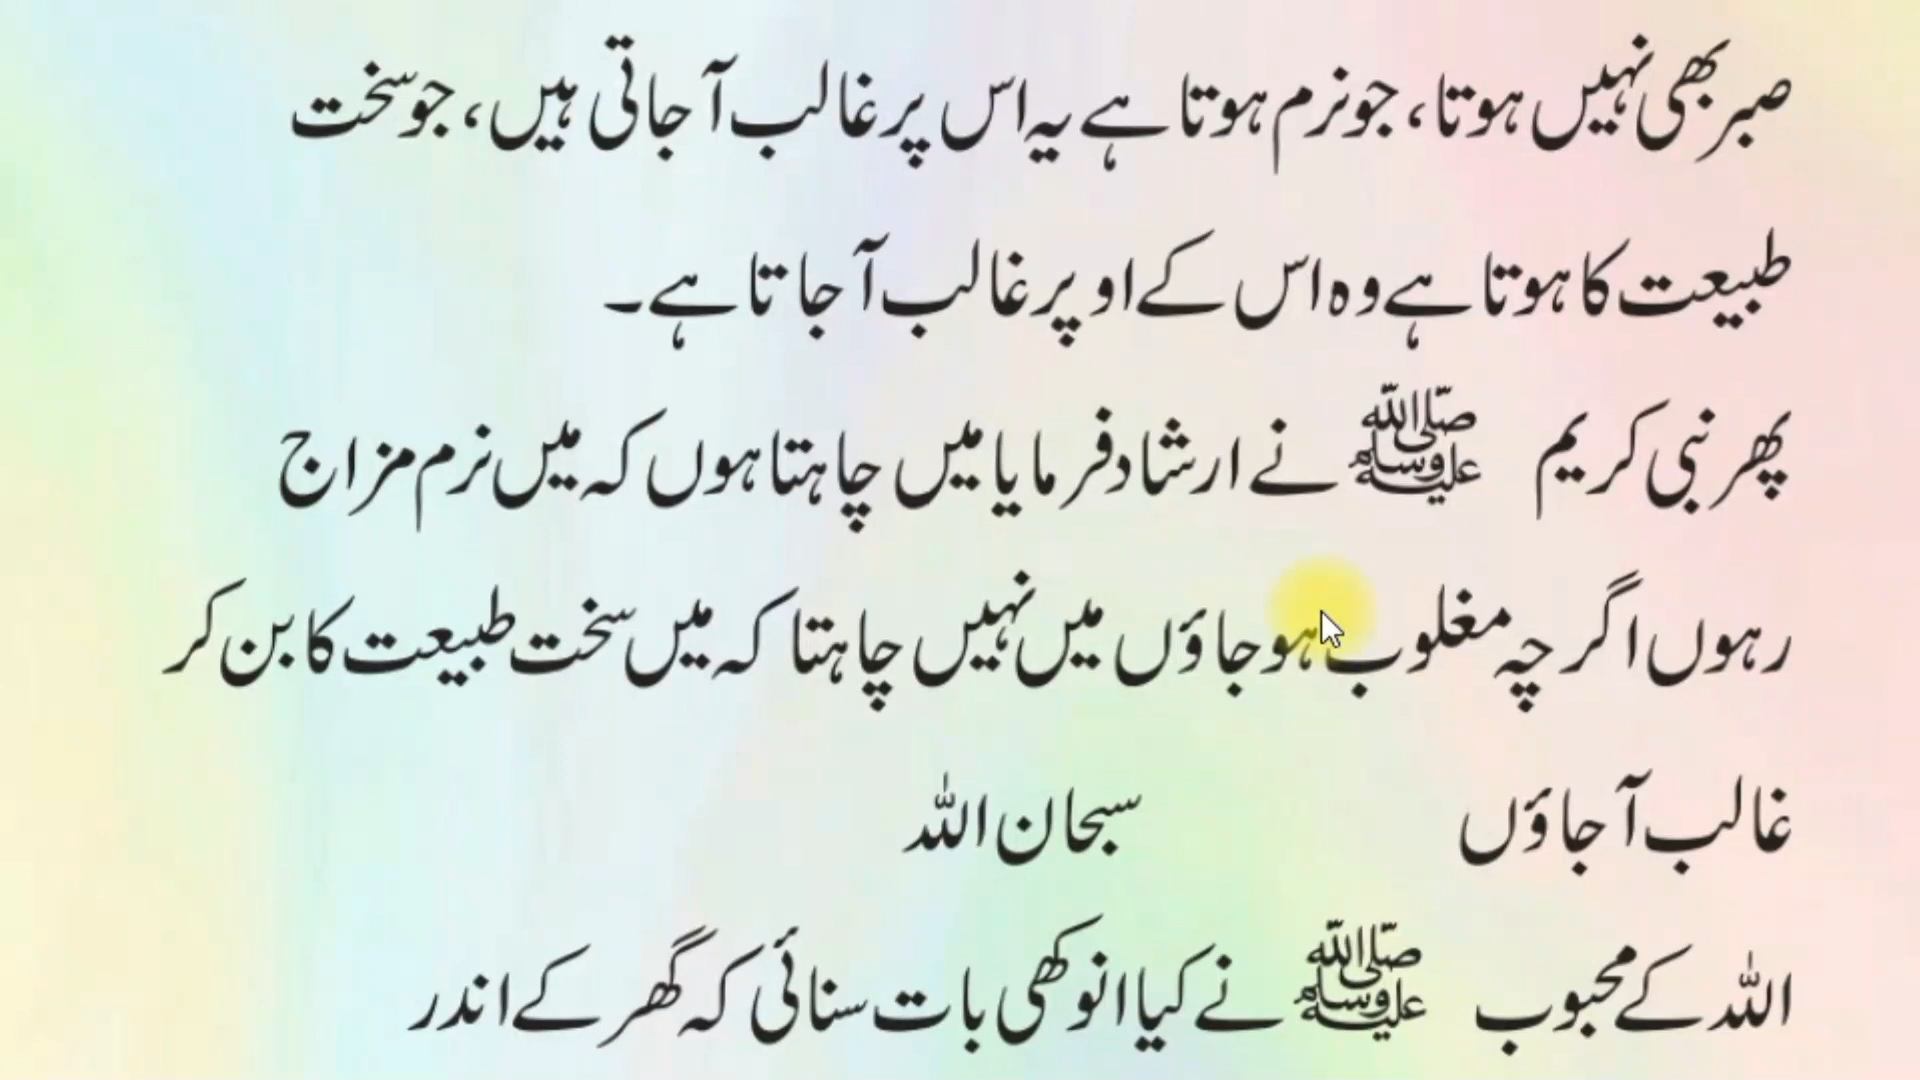 صبر بھی نہیں ہوتا، جو نرم ہوتا ہے یہ اس پر غالب آجاتی ہیں، جو سخت
طبیعت کا ہوتا ہے وہ اس کے اوپر غالب آجاتا ہے۔
پھر نبی کریم ﷺ نے ارشاد فرمایا میں چاہتا ہوں کہ میں نرم مزاج
رہوں اگرچہ مغلوب ہوجاؤں میں نہیں چاہتا کہ میں سخت طبیعت کا بن کر
غالب آجاؤں سبحان اللہ
اللہ کے محبوب ﷺ نے کیا انوکھی بات سنائی کہ گھر کے اندر